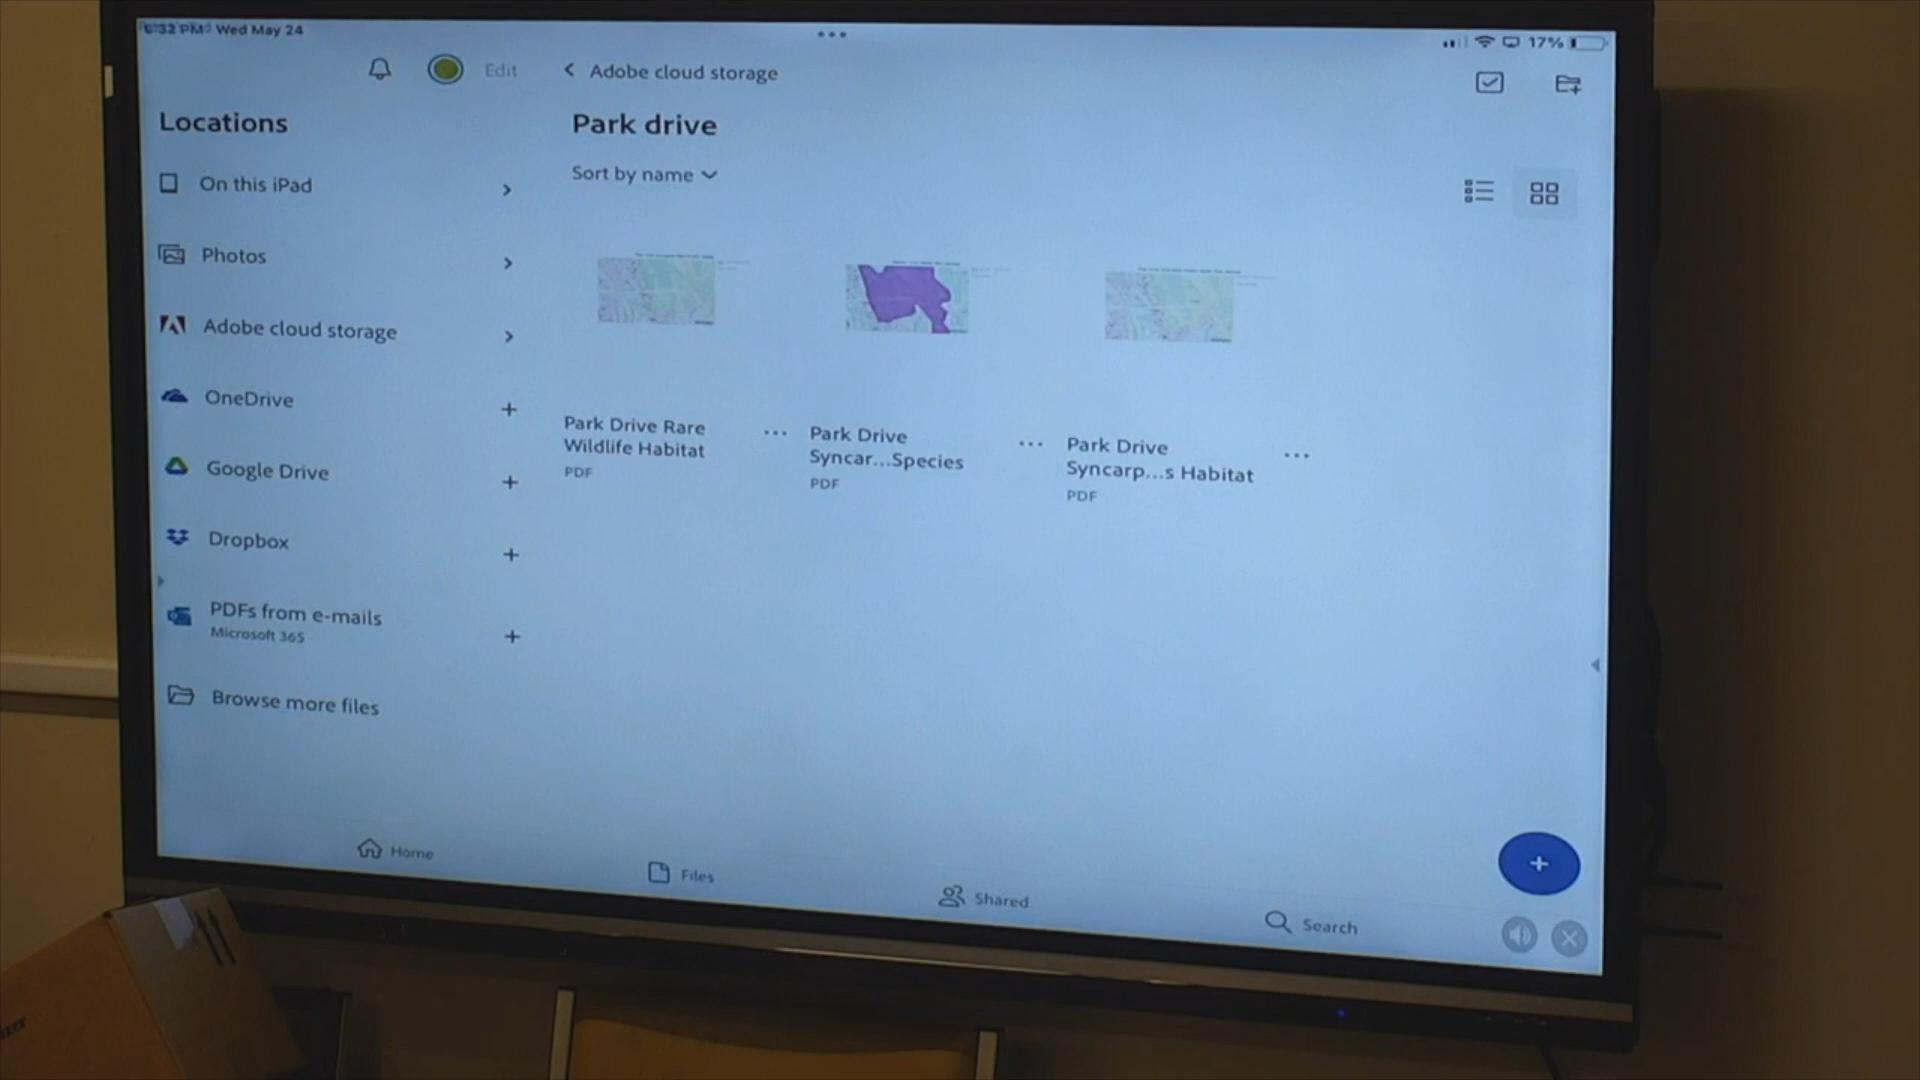 Wed May 24
17%
Edit
Adobe cloud storage
Locations
Park drive
Sort by name
On this iPad
Photos
Adobe cloud storage
OneDrive
Google Drive
Dropbox
PDFs from e-mails
Microsoft 365
Browse more files
Park Drive Rare
Wildlife Habitat
PDF
Park Drive
Syncar...Species
PDF
Park Drive
Syncarp...s Habitat
PDF
Home
Files
Shared
Search